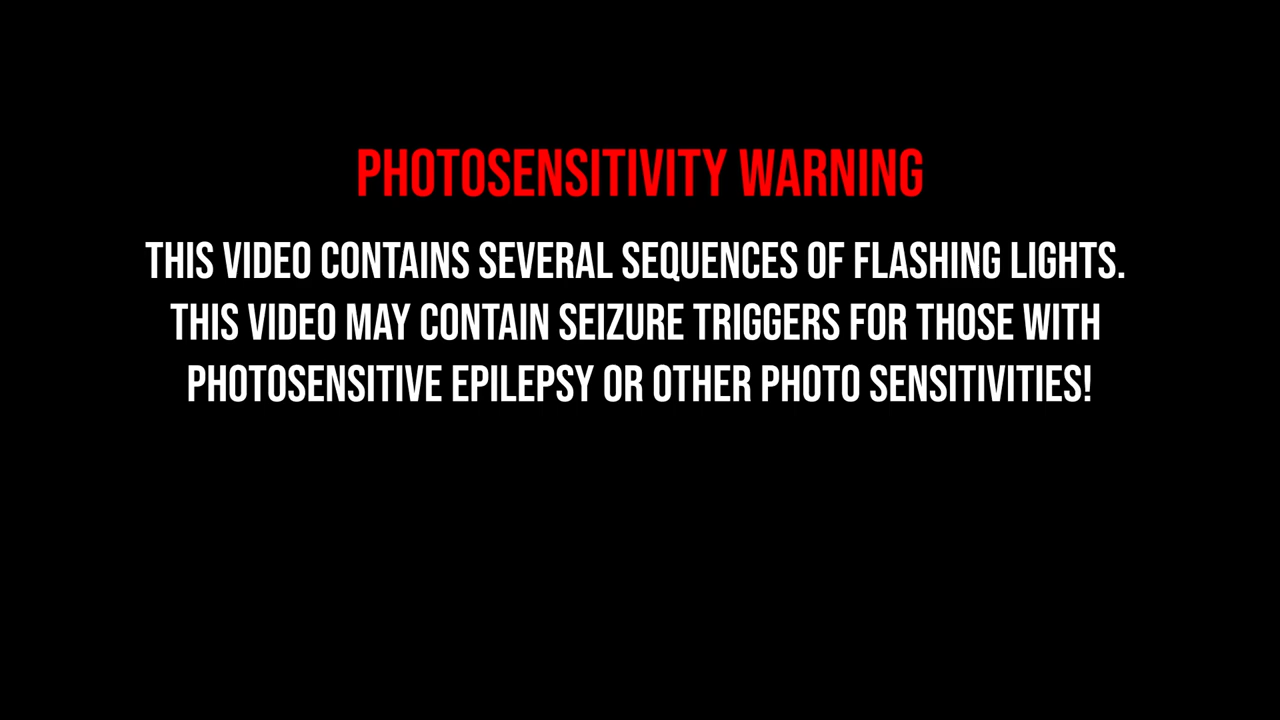 PHOTOSENSITIVITY WARNING
THIS VIDEO CONTAINS SEVERAL SEQUENCES OF FLASHING LIGHTS.
THIS VIDEO MAY CONTAIN SEIZURE TRIGGERS FOR THOSE WITH
PHOTOSENSITIVE EPILEPSY OR OTHER PHOTO SENSITIVITIES!